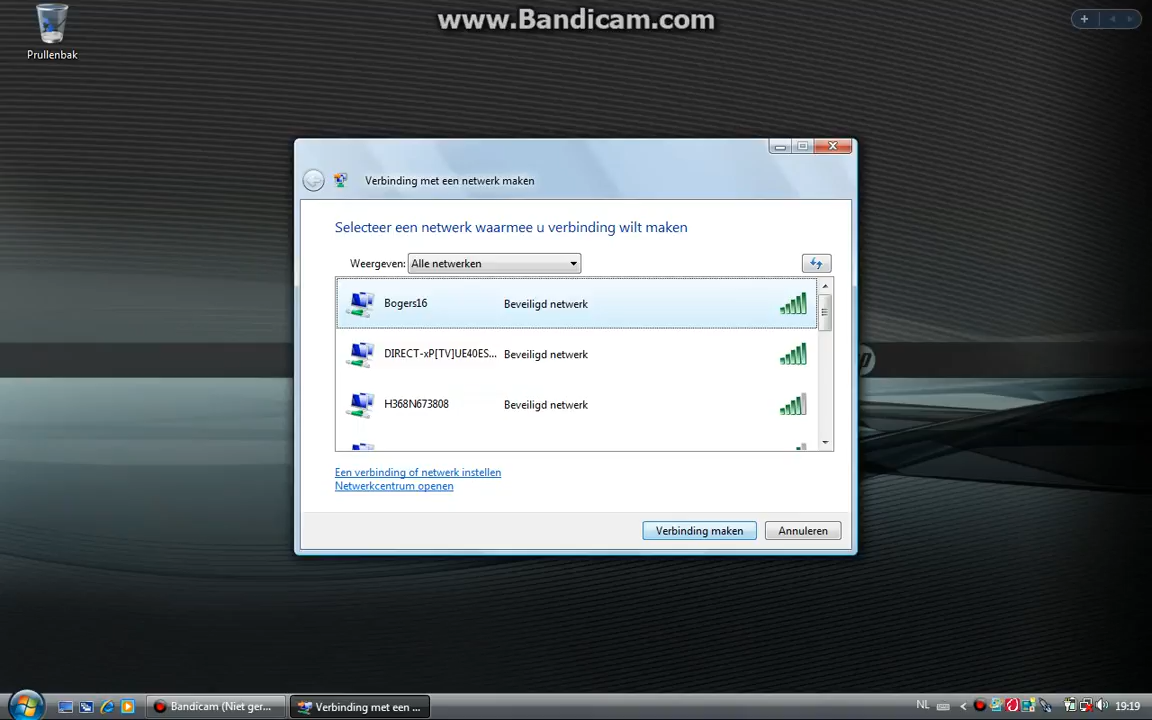 www.Bandicam.com
Prullenbak
Verbinding met een netwerk maken
Selecteer een netwerk waarmee u verbinding wilt maken
Weergeven: Alle netwerken
Bogers16 Beveiligd netwerk
DIRECT-xP[TV]UE40ES... Beveiligd netwerk
H368N673808 Beveiligd netwerk
Een verbinding of netwerk instellen
Netwerkcentrum openen
Verbinding maken Annuleren
Bandicam (Niet ger... Verbinding met een ... NL 19:19